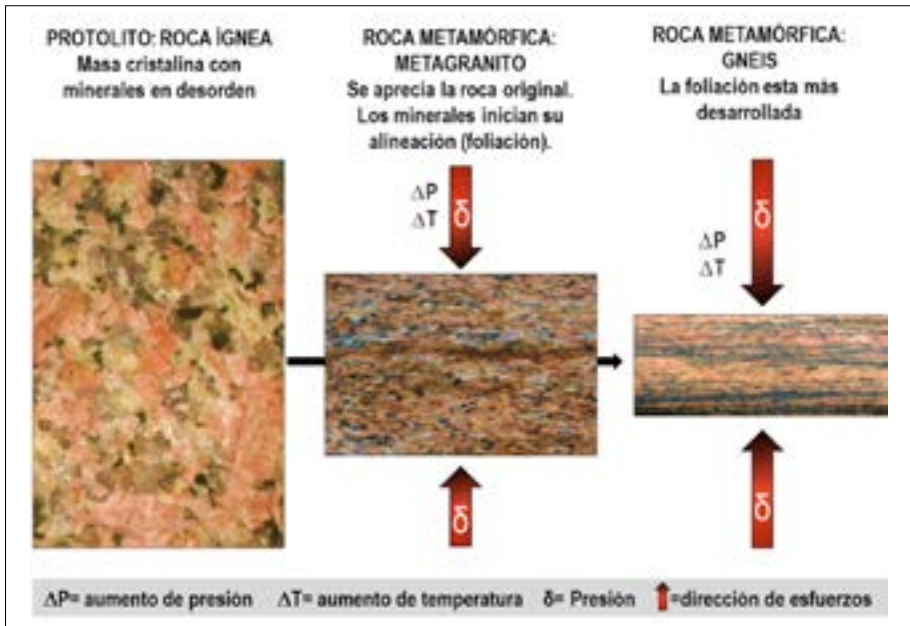 PROTOLITO: ROCA ÍGNEA
Masa cristalina con
minerales en desorden
ROCA METAMÓRFICA:
METAGRANITO
Se aprecia la roca original.
Los minerales inician su
alineación (foliación).
ROCA METAMÓRFICA:
GNEIS
La foliación esta más
desarrollada
ΔP
ΔT
δ
δ
ΔP
ΔT
δ
δ
ΔP= aumento de presión ΔT= aumento de temperatura δ= Presión =dirección de esfuerzos